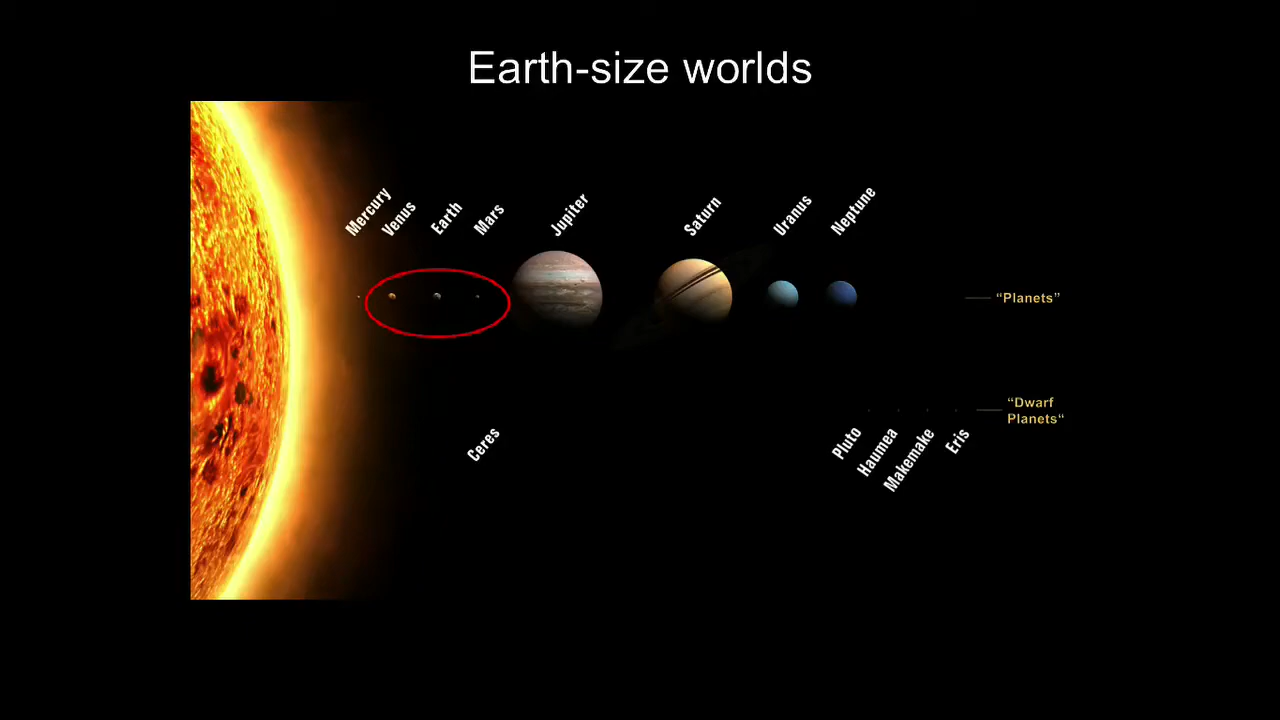 Earth-size worlds
Mercury
Venus
Earth
Mars
Jupiter
Saturn
Uranus
Neptune
“Planets”
“Dwarf
Planets“
Ceres
Pluto
Haumea
Makemake
Eris